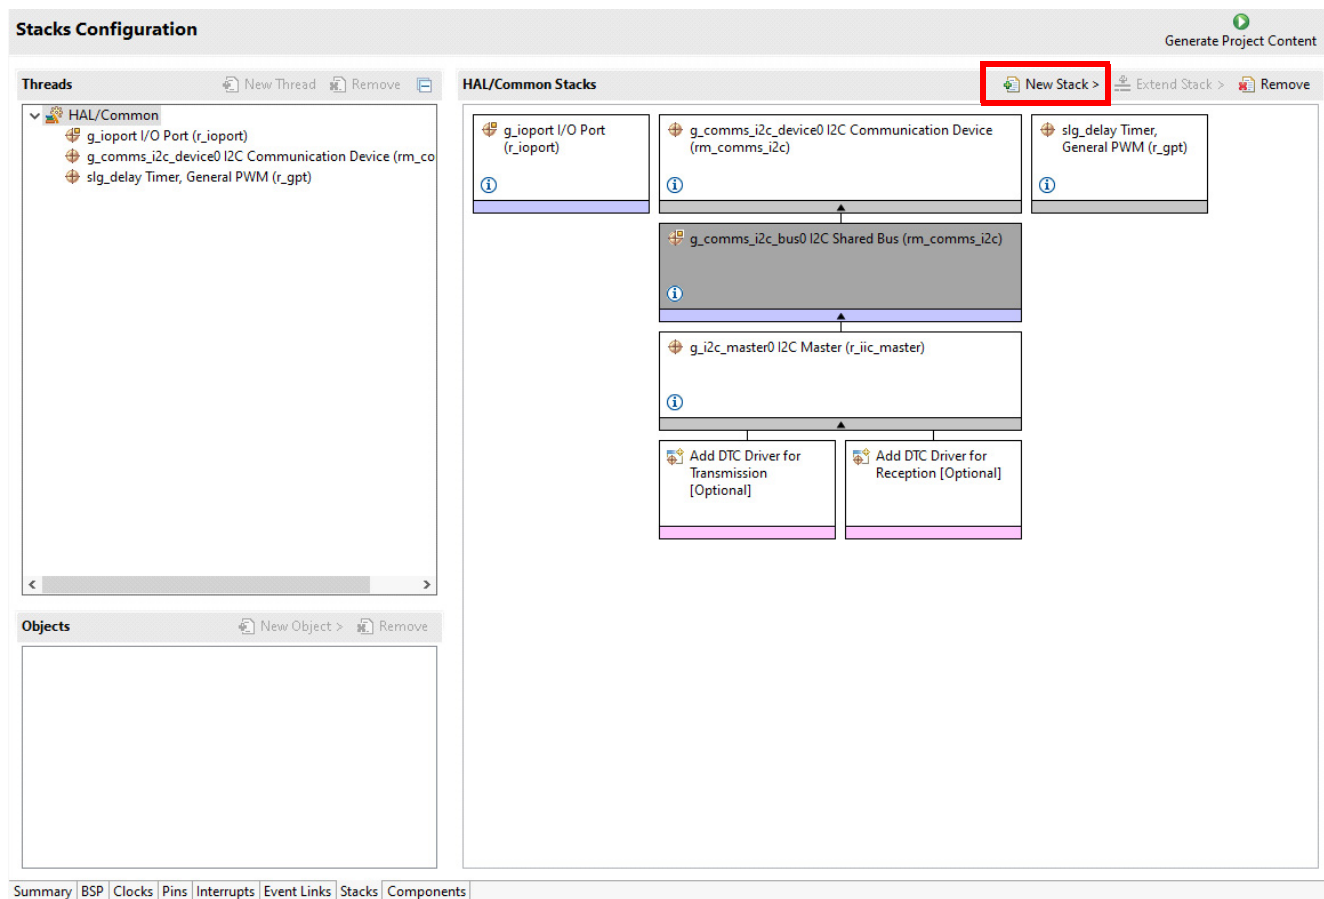 Stacks Configuration
Generate Project Content
Threads
New Thread
Remove
HAL/Common
g_ioport I/O Port (r_ioport)
g_comms_i2c_device0 I2C Communication Device (rm_co
slg_delay Timer, General PWM (r_gpt)
Objects
New Object >
Remove
HAL/Common Stacks
New Stack >
Extend Stack >
Remove
g_ioport I/O Port
(r_ioport)
g_comms_i2c_device0 I2C Communication Device
(rm_comms_i2c)
slg_delay Timer,
General PWM (r_gpt)
g_comms_i2c_bus0 I2C Shared Bus (rm_comms_i2c)
g_i2c_master0 I2C Master (r_iic_master)
Add DTC Driver for
Transmission
[Optional]
Add DTC Driver for
Reception [Optional]
Summary BSP Clocks Pins Interrupts Event Links Stacks Components